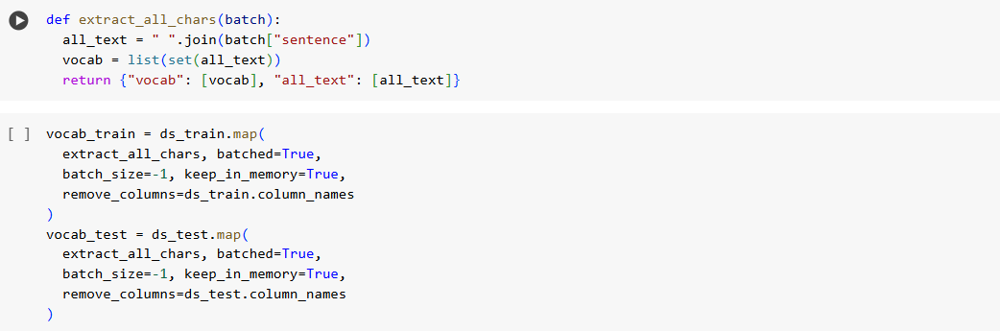 def extract_all_chars(batch):
  all_text = " ".join(batch["sentence"])
  vocab = list(set(all_text))
  return {"vocab": [vocab], "all_text": [all_text]}
[ ] vocab_train = ds_train.map(
  extract_all_chars, batched=True,
  batch_size=-1, keep_in_memory=True,
  remove_columns=ds_train.column_names
)
vocab_test = ds_test.map(
  extract_all_chars, batched=True,
  batch_size=-1, keep_in_memory=True,
  remove_columns=ds_test.column_names
)